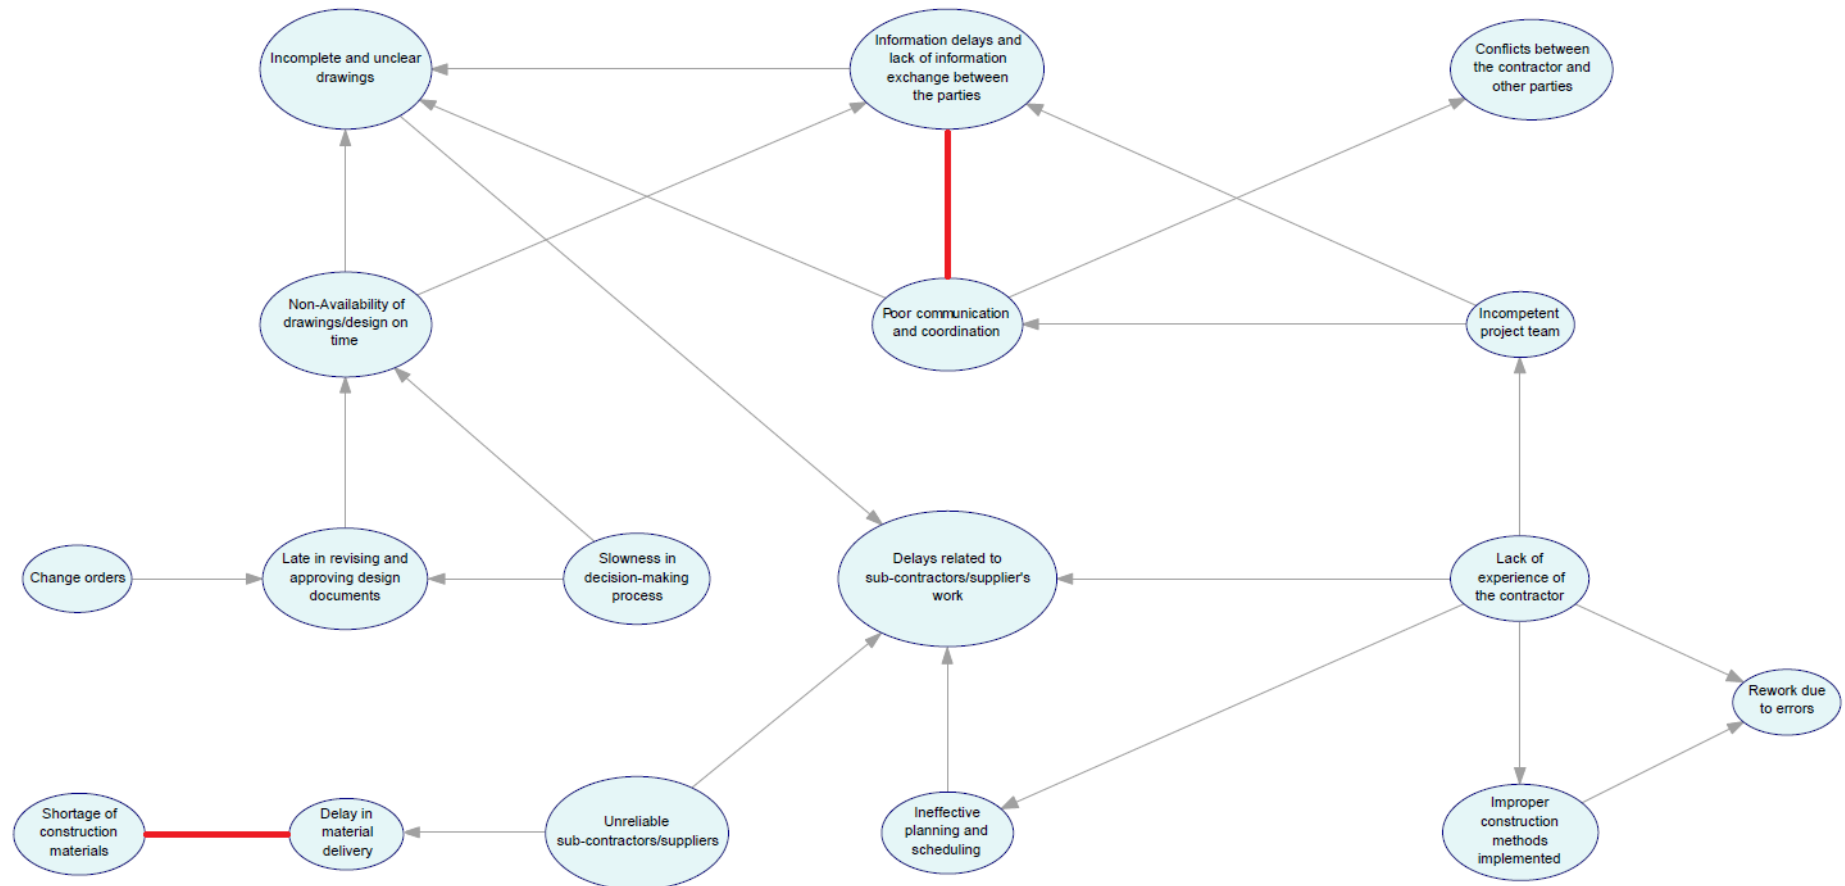 Incomplete and unclear
drawings
Information delays and
lack of information
exchange between
the parties
Conflicts between
the contractor and
other parties
Non-Availability of
drawings/design on
time
Poor communication
and coordination
Incompetent
project team
Change orders
Late in revising and
approving design
documents
Slowness in
decision-making
process
Delays related to
sub-contractors/supplier's
work
Lack of
experience of
the contractor
Rework due
to errors
Shortage of
construction
materials
Delay in
material
delivery
Unreliable
sub-contractors/suppliers
Ineffective
planning and
scheduling
Improper
construction
methods
implemented